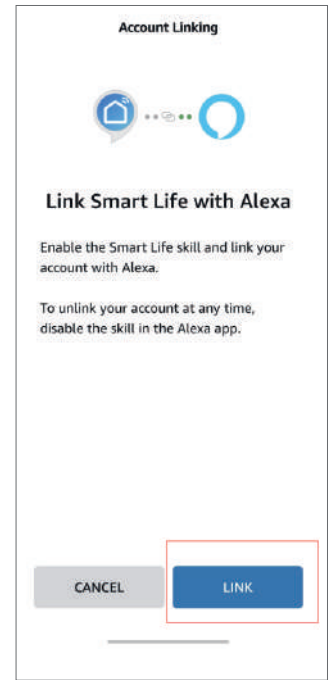 Account Linking
Link Smart Life with Alexa
Enable the Smart Life skill and link your
account with Alexa.
To unlink your account at any time,
disable the skill in the Alexa app.
CANCEL
LINK